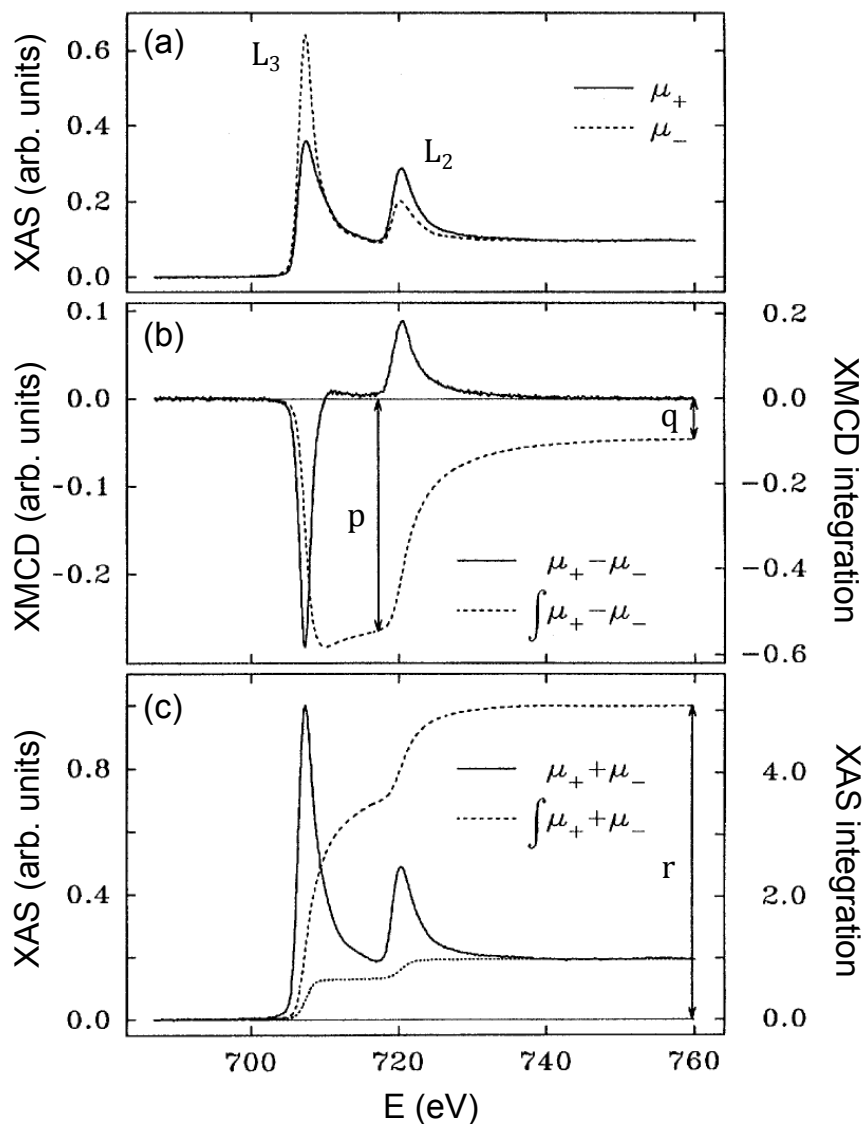 (a)
L₃
L₂
μ₊
μ₋
XAS (arb. units)
0.6
0.4
0.2
0.0
(b)
XMCD (arb. units)
0.1
0.0
-0.1
-0.2
p
q
μ₊−μ₋
∫μ₊−μ₋
XMCD integration
0.2
0.0
-0.2
-0.4
-0.6
(c)
XAS (arb. units)
0.8
0.4
0.0
μ₊+μ₋
∫μ₊+μ₋
r
XAS integration
4.0
2.0
0.0
700 720 740 760
E (eV)